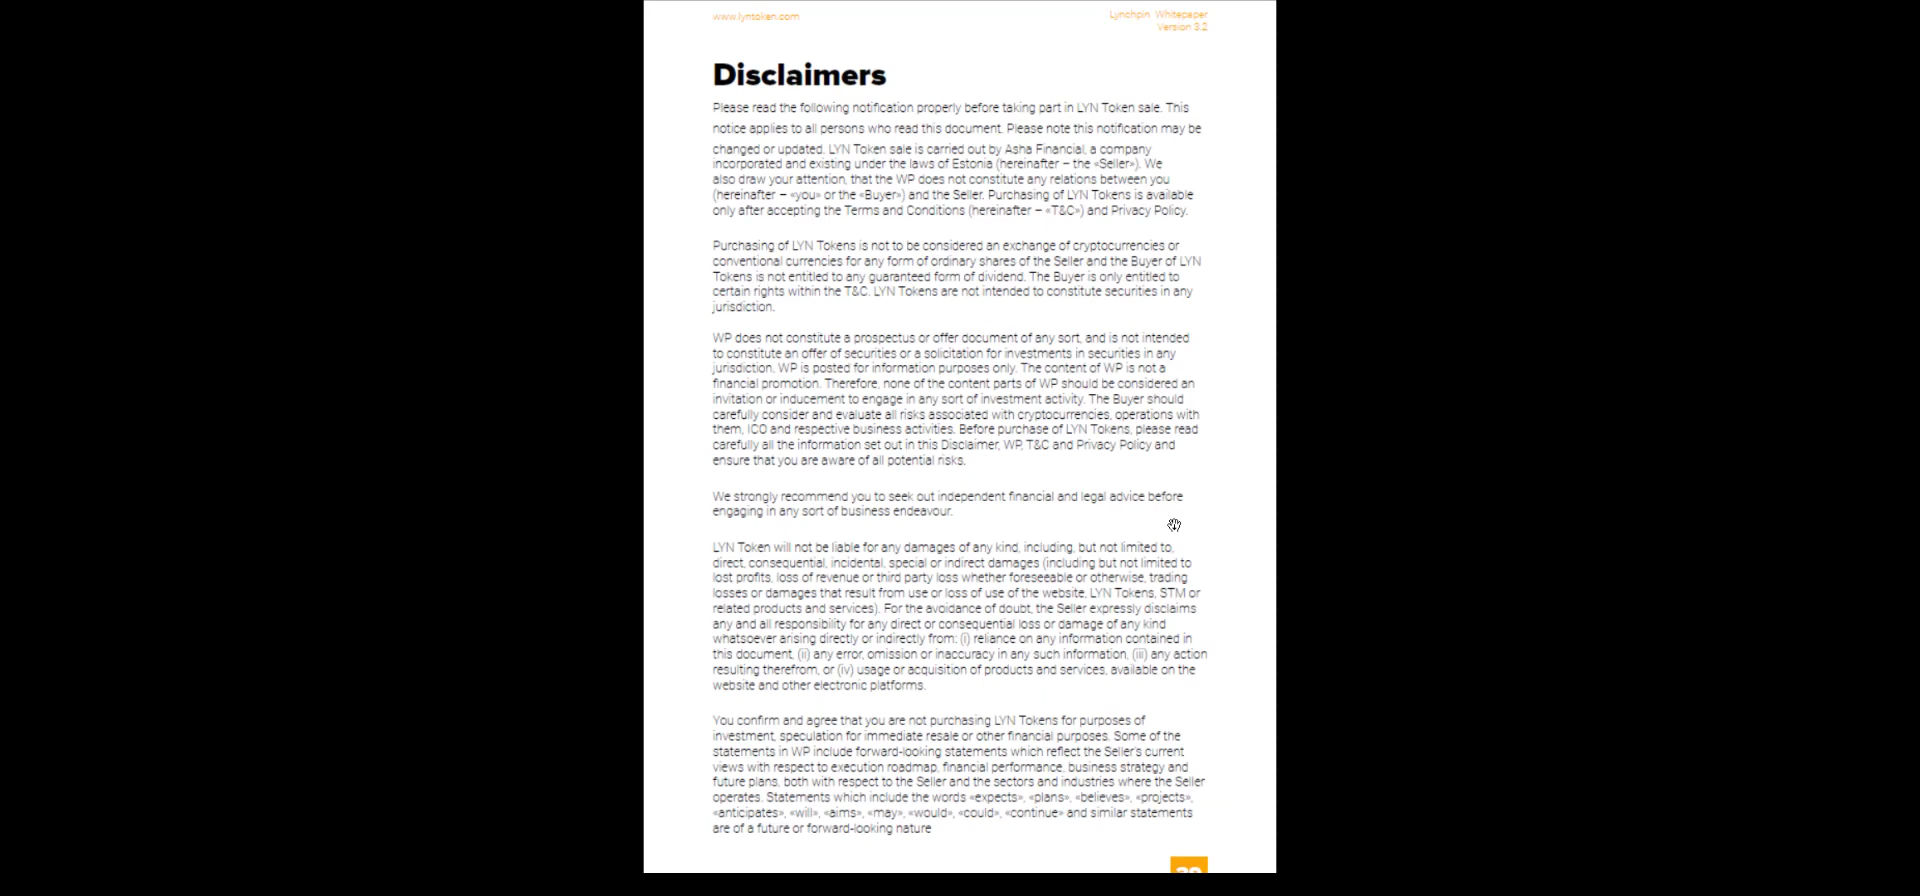 www.lyntoken.com
Lynchpin Whitepaper
Version 3.2
Disclaimers
Please read the following notification properly before taking part in LYN Token sale. This
notice applies to all persons who read this document. Please note this notification may be
changed or updated. LYN Token sale is carried out by Asha Financial, a company
incorporated and existing under the laws of Estonia (hereinafter – the «Seller»). We
also draw your attention, that the WP does not constitute any relations between you
(hereinafter – «you» or the «Buyer») and the Seller. Purchasing of LYN Tokens is available
only after accepting the Terms and Conditions (hereinafter – «T&C») and Privacy Policy.
Purchasing of LYN Tokens is not to be considered an exchange of cryptocurrencies or
conventional currencies for any form of ordinary shares of the Seller and the Buyer of LYN
Tokens is not entitled to any guaranteed form of dividend. The Buyer is only entitled to
certain rights within the T&C. LYN Tokens are not intended to constitute securities in any
jurisdiction.
WP does not constitute a prospectus or offer document of any sort, and is not intended
to constitute an offer of securities or a solicitation for investments in securities in any
jurisdiction. WP is posted for information purposes only. The content of WP is not a
financial promotion. Therefore, none of the content parts of WP should be considered an
invitation or inducement to engage in any sort of investment activity. The Buyer should
carefully consider and evaluate all risks associated with cryptocurrencies, operations with
them, ICO and respective business activities. Before purchase of LYN Tokens, please read
carefully all the information set out in this Disclaimer, WP, T&C and Privacy Policy and
ensure that you are aware of all potential risks.
We strongly recommend you to seek out independent financial and legal advice before
engaging in any sort of business endeavour.
LYN Token will not be liable for any damages of any kind, including, but not limited to,
direct, consequential, incidental, special or indirect damages (including but not limited to
lost profits, loss of revenue or third party loss whether foreseeable or otherwise, trading
losses or damages that result from use or loss of use of the website, LYN Tokens, STM or
related products and services). For the avoidance of doubt, the Seller expressly disclaims
any and all responsibility for any direct or consequential loss or damage of any kind
whatsoever arising directly or indirectly from: (i) reliance on any information contained in
this document, (ii) any error, omission or inaccuracy in any such information, (iii) any action
resulting therefrom, or (iv) usage or acquisition of products and services, available on the
website and other electronic platforms.
You confirm and agree that you are not purchasing LYN Tokens for purposes of
investment, speculation for immediate resale or other financial purposes. Some of the
statements in WP include forward-looking statements which reflect the Seller's current
views with respect to execution roadmap, financial performance, business strategy and
future plans, both with respect to the Seller and the sectors and industries where the Seller
operates. Statements which include the words «expects», «plans», «believes», «projects»,
«anticipates», «will», «aims», «may», «would», «could», «continue» and similar statements
are of a future or forward-looking nature